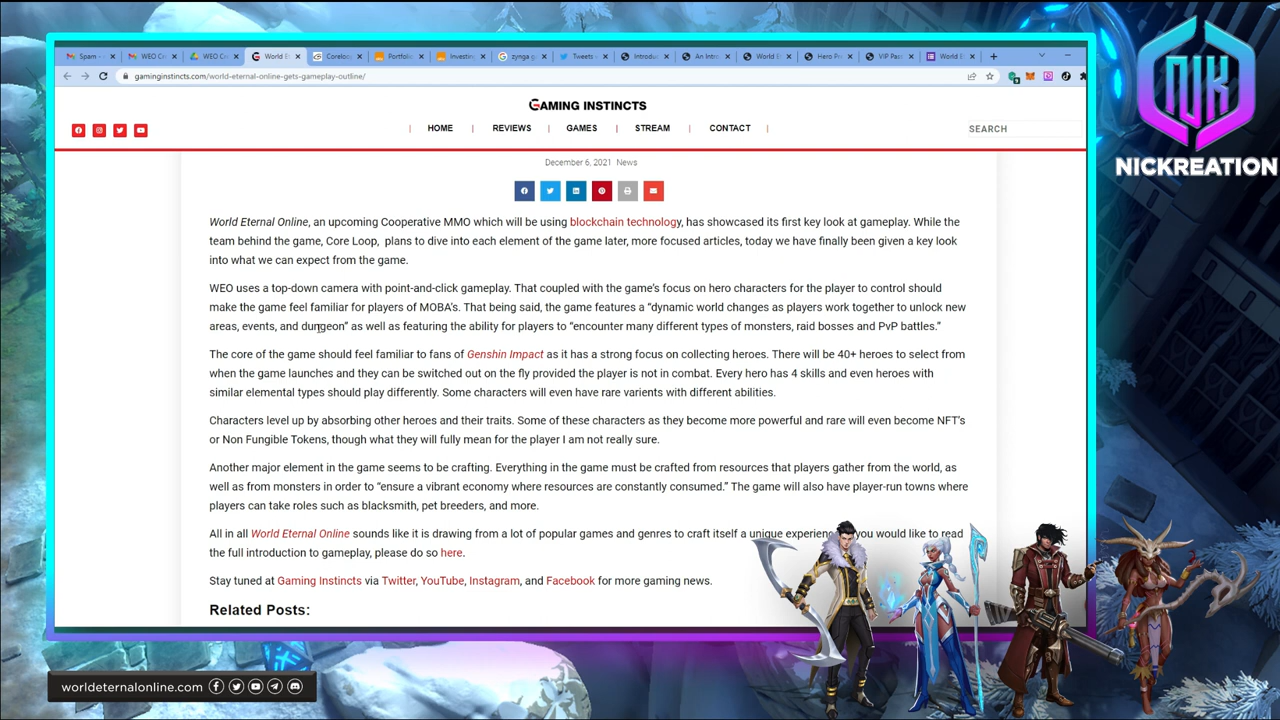 Spam -
WEO C
WEO C
World E
Coreloo
Portfolio
Investing
zynga g
Tweets
Introdu
An Intro
World E
Hero P
VIP Pas
World E
gaminginstincts.com/world-eternal-online-gets-gameplay-outline/
GAMING INSTINCTS
HOME
REVIEWS
GAMES
STREAM
CONTACT
SEARCH
NICKREATION
December 6, 2021 News
World Eternal Online, an upcoming Cooperative MMO which will be using blockchain technology, has showcased its first key look at gameplay. While the
team behind the game, Core Loop, plans to dive into each element of the game later, more focused articles, today we have finally been given a key look
into what we can expect from the game.
WEO uses a top-down camera with point-and-click gameplay. That coupled with the game's focus on hero characters for the player to control should
make the game feel familiar for players of MOBA's. That being said, the game features a “dynamic world changes as players work together to unlock new
areas, events, and dungeon” as well as featuring the ability for players to “encounter many different types of monsters, raid bosses and PvP battles.”
The core of the game should feel familiar to fans of Genshin Impact as it has a strong focus on collecting heroes. There will be 40+ heroes to select from
when the game launches and they can be switched out on the fly provided the player is not in combat. Every hero has 4 skills and even heroes with
similar elemental types should play differently. Some characters will even have rare varients with different abilities.
Characters level up by absorbing other heroes and their traits. Some of these characters as they become more powerful and rare will even become NFT's
or Non Fungible Tokens, though what they will fully mean for the player I am not really sure.
Another major element in the game seems to be crafting. Everything in the game must be crafted from resources that players gather from the world, as
well as from monsters in order to “ensure a vibrant economy where resources are constantly consumed.” The game will also have player-run towns where
players can take roles such as blacksmith, pet breeders, and more.
All in all World Eternal Online sounds like it is drawing from a lot of popular games and genres to craft itself a unique you would like to read
the full introduction to gameplay, please do so here.
Stay tuned at Gaming Instincts via Twitter, YouTube, Instagram, and Facebook for more gaming news.
Related Posts:
worldeternalonline.com